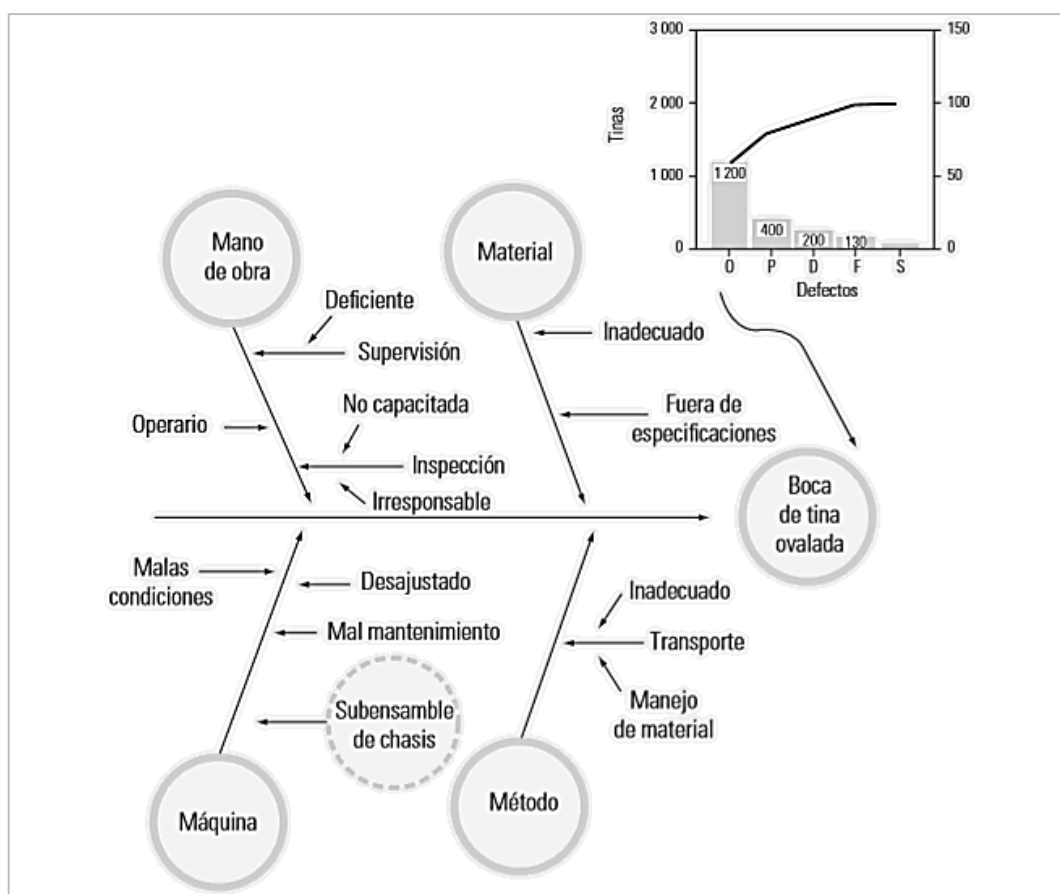 3 000
150
2 000
100
Tinas
1 000
50
0
0
1 200
400
200
130
O P D F S
Defectos
Mano
de obra
Material
Deficiente
Supervisión
Inadecuado
No capacitada
Operario
Fuera de
especificaciones
Inspección
Irresponsable
Boca
de tina
ovalada
Malas
condiciones
Desajustado
Inadecuado
Mal mantenimiento
Transporte
Subensamble
de chasis
Manejo
de material
Máquina
Método